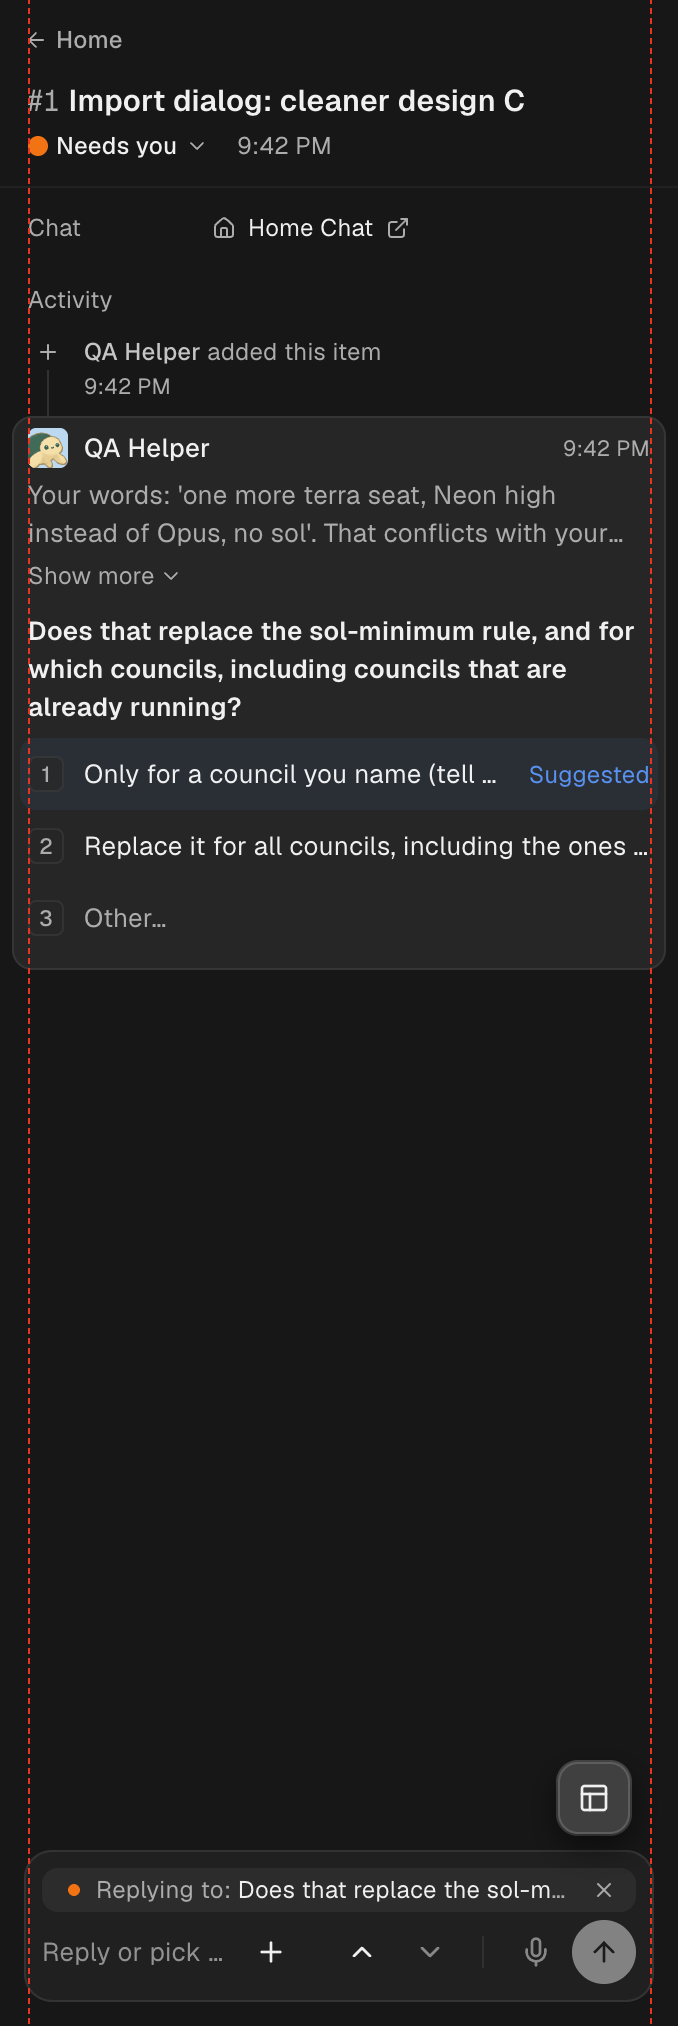 Home
#1 Import dialog: cleaner design C
Needs you 9:42 PM
Chat Home Chat
Activity
QA Helper added this item
9:42 PM
QA Helper 9:42 PM
Your words: 'one more terra seat, Neon high
instead of Opus, no sol'. That conflicts with your…
Show more
Does that replace the sol-minimum rule, and for
which councils, including councils that are
already running?
1 Only for a council you name (tell … Suggested
2 Replace it for all councils, including the ones …
3 Other…
Replying to: Does that replace the sol-m…
Reply or pick …